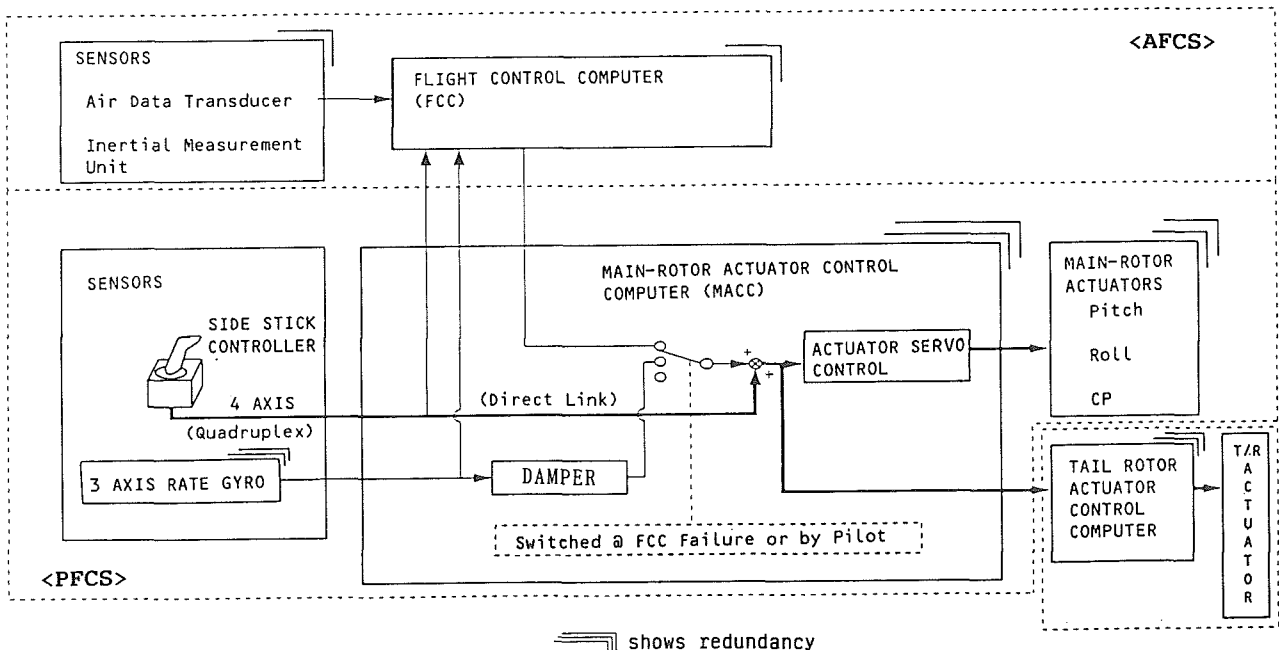 <AFCS>
SENSORS
Air Data Transducer
Inertial Measurement
Unit
FLIGHT CONTROL COMPUTER
(FCC)
SENSORS
SIDE STICK
CONTROLLER
4 AXIS
(Quadruplex)
(Direct Link)
3 AXIS RATE GYRO
MAIN-ROTOR ACTUATOR CONTROL
COMPUTER (MACC)
DAMPER
+
+
ACTUATOR SERVO
CONTROL
Switched @ FCC Failure or by Pilot
MAIN-ROTOR
ACTUATORS
Pitch
Roll
CP
TAIL ROTOR
ACTUATOR
CONTROL
COMPUTER
T/R
A
C
T
U
A
T
O
R
<PFCS>
shows redundancy